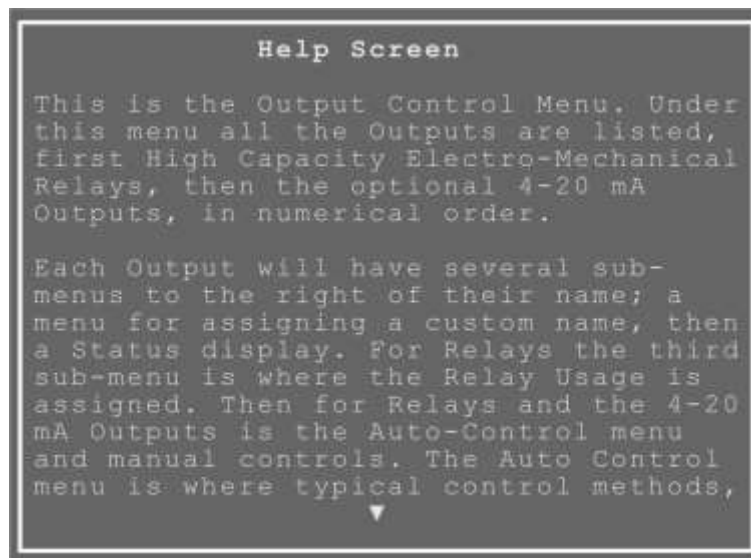 Help Screen
This is the Output Control Menu. Under
this menu all the Outputs are listed,
first High Capacity Electro-Mechanical
Relays, then the optional 4-20 mA
Outputs, in numerical order.
Each Output will have several sub-
menus to the right of their name; a
menu for assigning a custom name, then
a Status display. For Relays the third
sub-menu is where the Relay Usage is
assigned. Then for Relays and the 4-20
mA Outputs is the Auto-Control menu
and manual controls. The Auto Control
menu is where typical control methods,